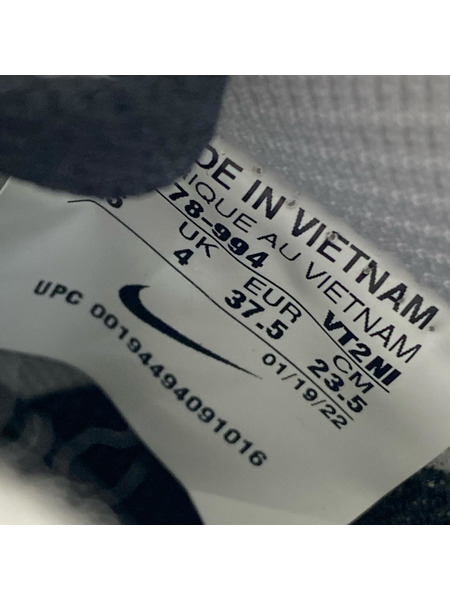 DE IN VIETNAM
IQUE AU VIETNAM
78-994 VT2NI
UK EUR CM
4 37.5 23.5
01/19/22
UPC 00194494091016